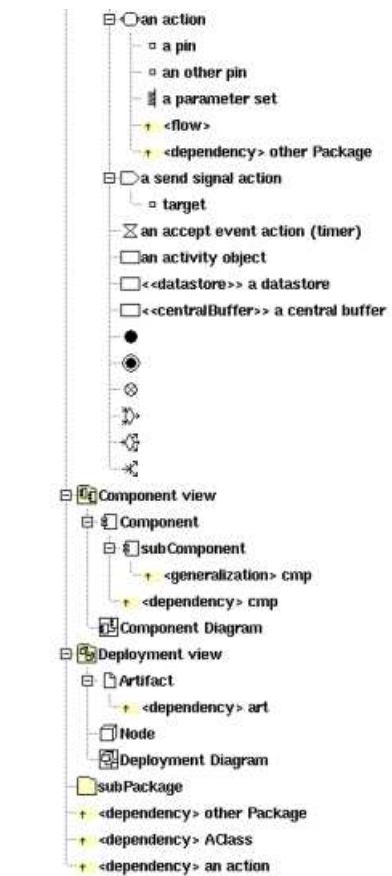 an action
a pin
an other pin
a parameter set
<flow>
<dependency> other Package
a send signal action
target
an accept event action (timer)
an activity object
<<datastore>> a datastore
<<centralBuffer>> a central buffer
Component view
Component
subComponent
<generalization> cmp
<dependency> cmp
Component Diagram
Deployment view
Artifact
<dependency> art
Node
Deployment Diagram
subPackage
<dependency> other Package
<dependency> AClass
<dependency> an action